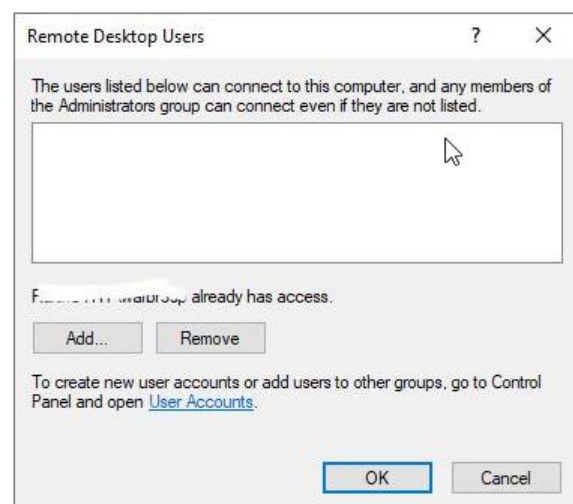 Remote Desktop Users
The users listed below can connect to this computer, and any members of
the Administrators group can connect even if they are not listed.
already has access.
Add...
Remove
To create new user accounts or add users to other groups, go to Control
Panel and open User Accounts.
OK
Cancel